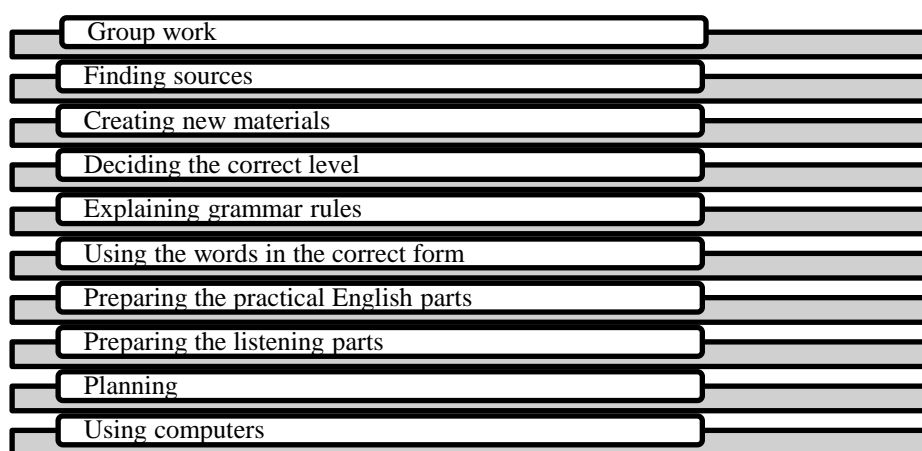 Group work
Finding sources
Creating new materials
Deciding the correct level
Explaining grammar rules
Using the words in the correct form
Preparing the practical English parts
Preparing the listening parts
Planning
Using computers